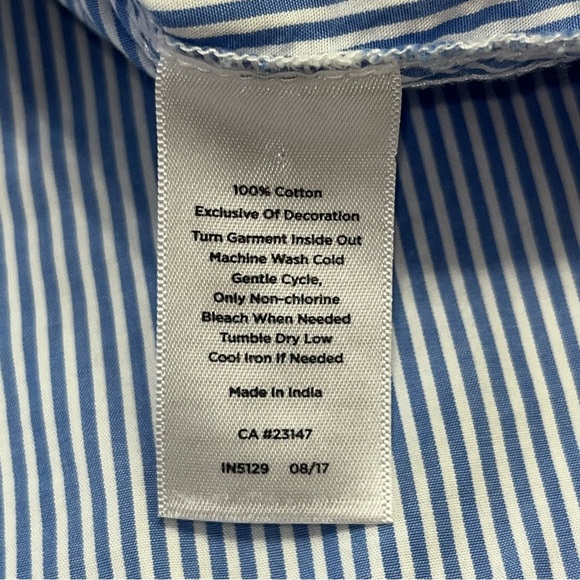 100% Cotton
Exclusive Of Decoration
Turn Garment Inside Out
Machine Wash Cold
Gentle Cycle,
Only Non-chlorine
Bleach When Needed
Tumble Dry Low
Cool Iron If Needed
Made In India
CA #23147
IN5129 08/17